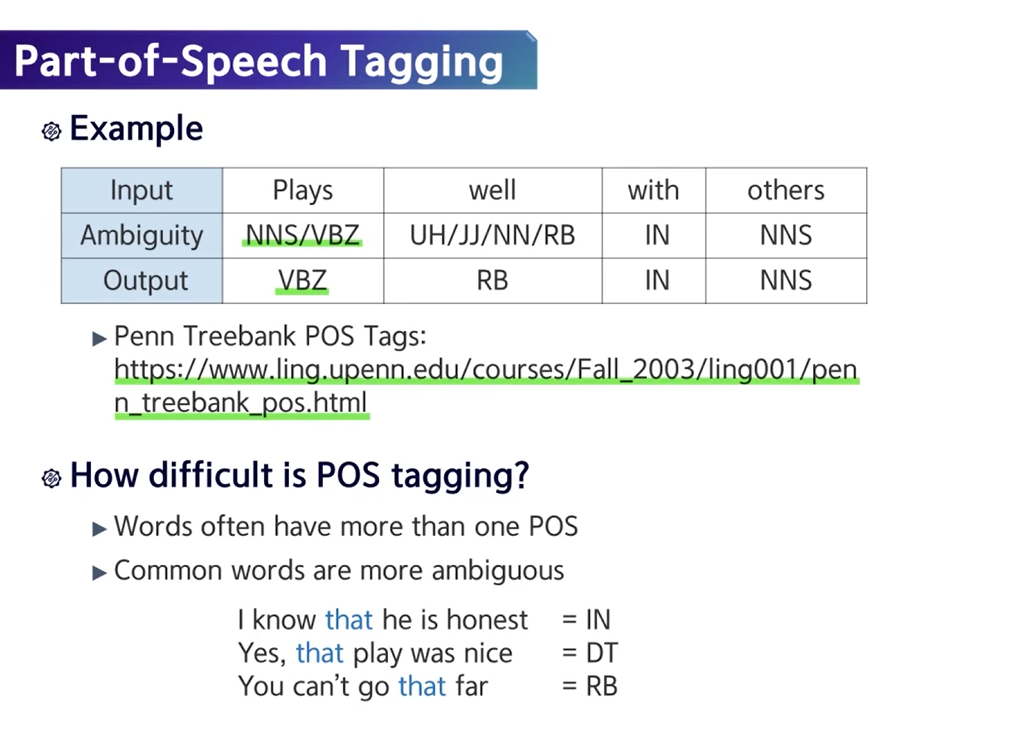 Part-of-Speech Tagging
Example
Input Plays well with others
Ambiguity NNS/VBZ UH/JJ/NN/RB IN NNS
Output VBZ RB IN NNS
Penn Treebank POS Tags:
https://www.ling.upenn.edu/courses/Fall_2003/ling001/pen
n_treebank_pos.html
How difficult is POS tagging?
Words often have more than one POS
Common words are more ambiguous
I know that he is honest = IN
Yes, that play was nice = DT
You can't go that far = RB